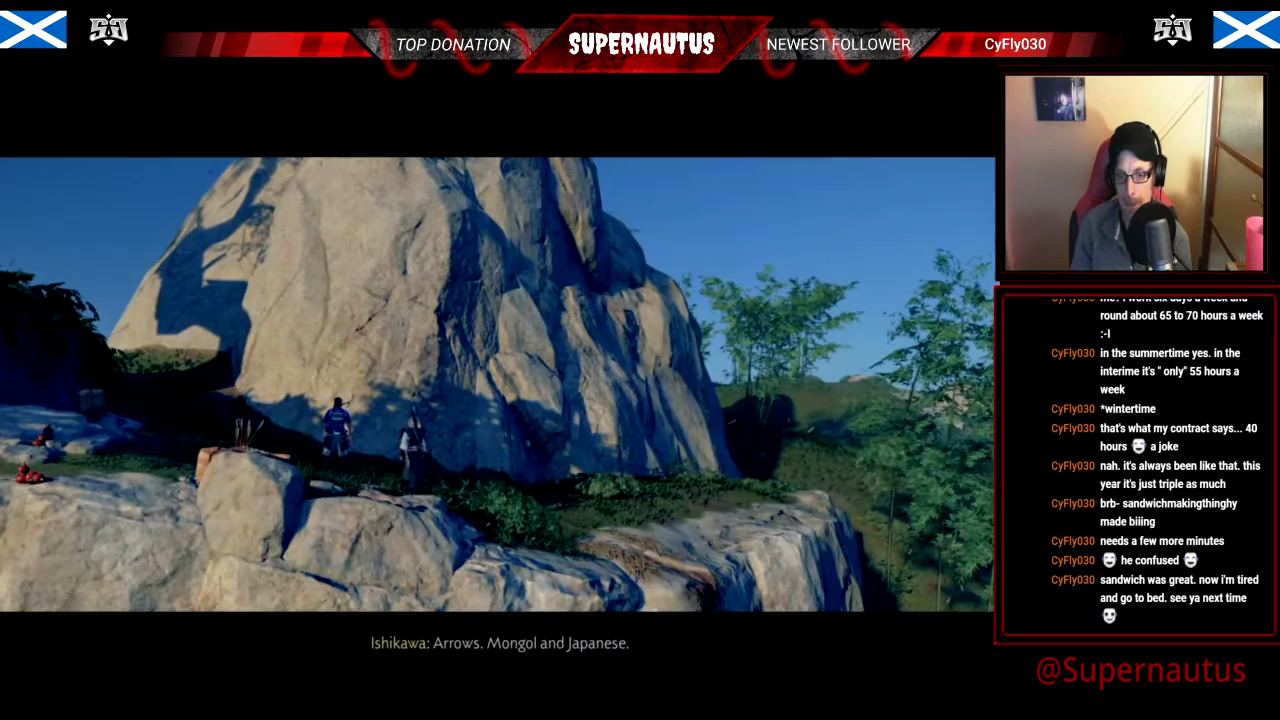 TOP DONATION
SUPERNAUTUS
NEWEST FOLLOWER
CyFly030
round about 65 to 70 hours a week
:-I
CyFly030 in the summertime yes. in the
interime it's " only" 55 hours a
week
CyFly030 *wintertime
CyFly030 that's what my contract says... 40
hours a joke
CyFly030 nah. it's always been like that. this
year it's just triple as much
CyFly030 brb- sandwichmakingthinghy
made biiing
CyFly030 needs a few more minutes
CyFly030 he confused
CyFly030 sandwich was great. now i'm tired
and go to bed. see ya next time
Ishikawa: Arrows. Mongol and Japanese.
@Supernautus